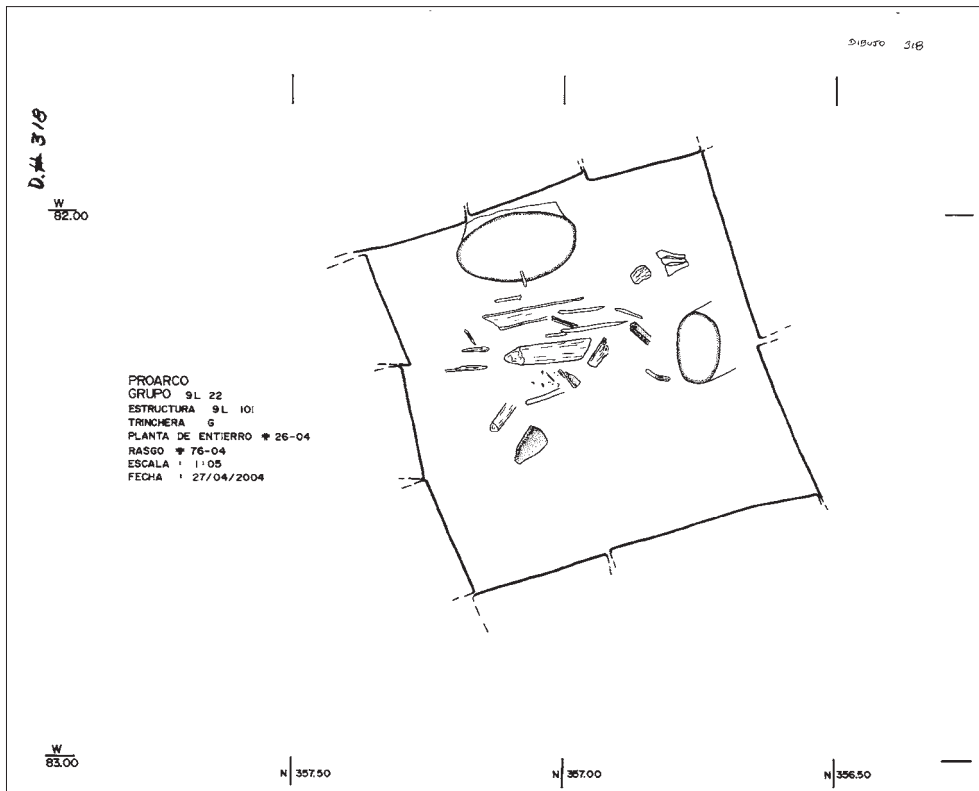 DIBUJO 318
D.# 318
W
82.00
PROARCO
GRUPO 9L 22
ESTRUCTURA 9L 101
TRINCHERA G
PLANTA DE ENTIERRO # 26-04
RASGO # 76-04
ESCALA : 1:05
FECHA : 27/04/2004
W
83.00
N 357.50
N 357.00
N 356.50